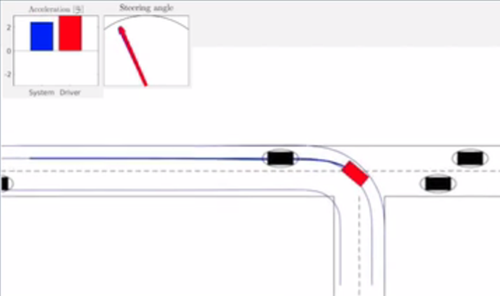 Acceleration
Steering angle
2
0
-2
System Driver